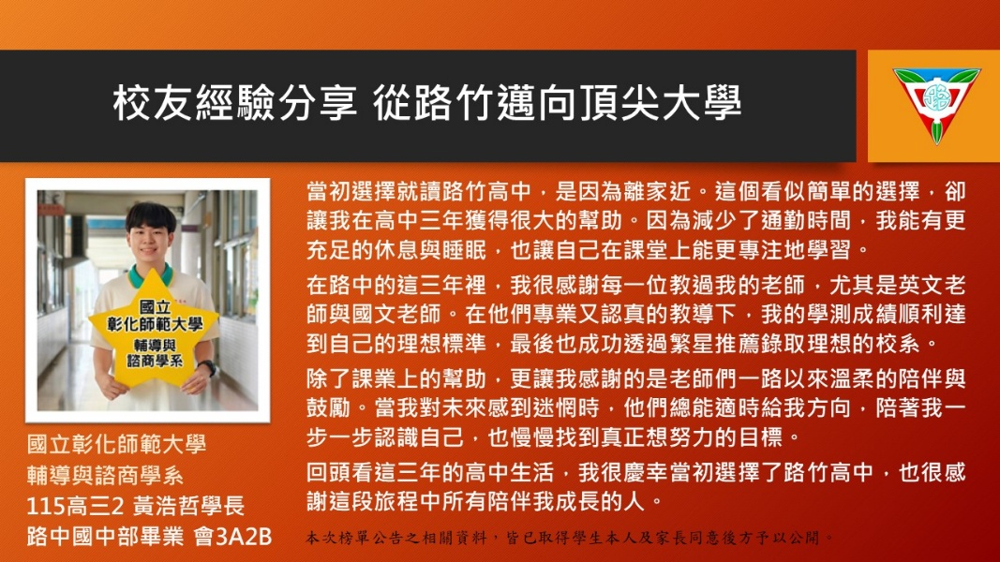 校友經驗分享 從路竹邁向頂尖大學
國立
彰化師範大學
輔導與
諮商學系
國立彰化師範大學
輔導與諮商學系
115高三2 黃浩哲學長
路中國中部畢業 會3A2B
當初選擇就讀路竹高中，是因為離家近。這個看似簡單的選擇，卻
讓我在高中三年獲得很大的幫助。因為減少了通勤時間，我能有更
充足的休息與睡眠，也讓自己在課堂上能更專注地學習。
在路中的這三年裡，我很感謝每一位教過我的老師，尤其是英文老
師與國文老師。在他們專業又認真的教導下，我的學測成績順利達
到自己的理想標準，最後也成功透過繁星推薦錄取理想的校系。
除了課業上的幫助，更讓我感謝的是老師們一路以來溫柔的陪伴與
鼓勵。當我對未來感到迷惘時，他們總能適時給我方向，陪著我一
步一步認識自己，也慢慢找到真正想努力的目標。
回頭看這三年的高中生活，我很慶幸當初選擇了路竹高中，也很感
謝這段旅程中所有陪伴我成長的人。
本次榜單公告之相關資料，皆已取得學生本人及家長同意後方予以公開。